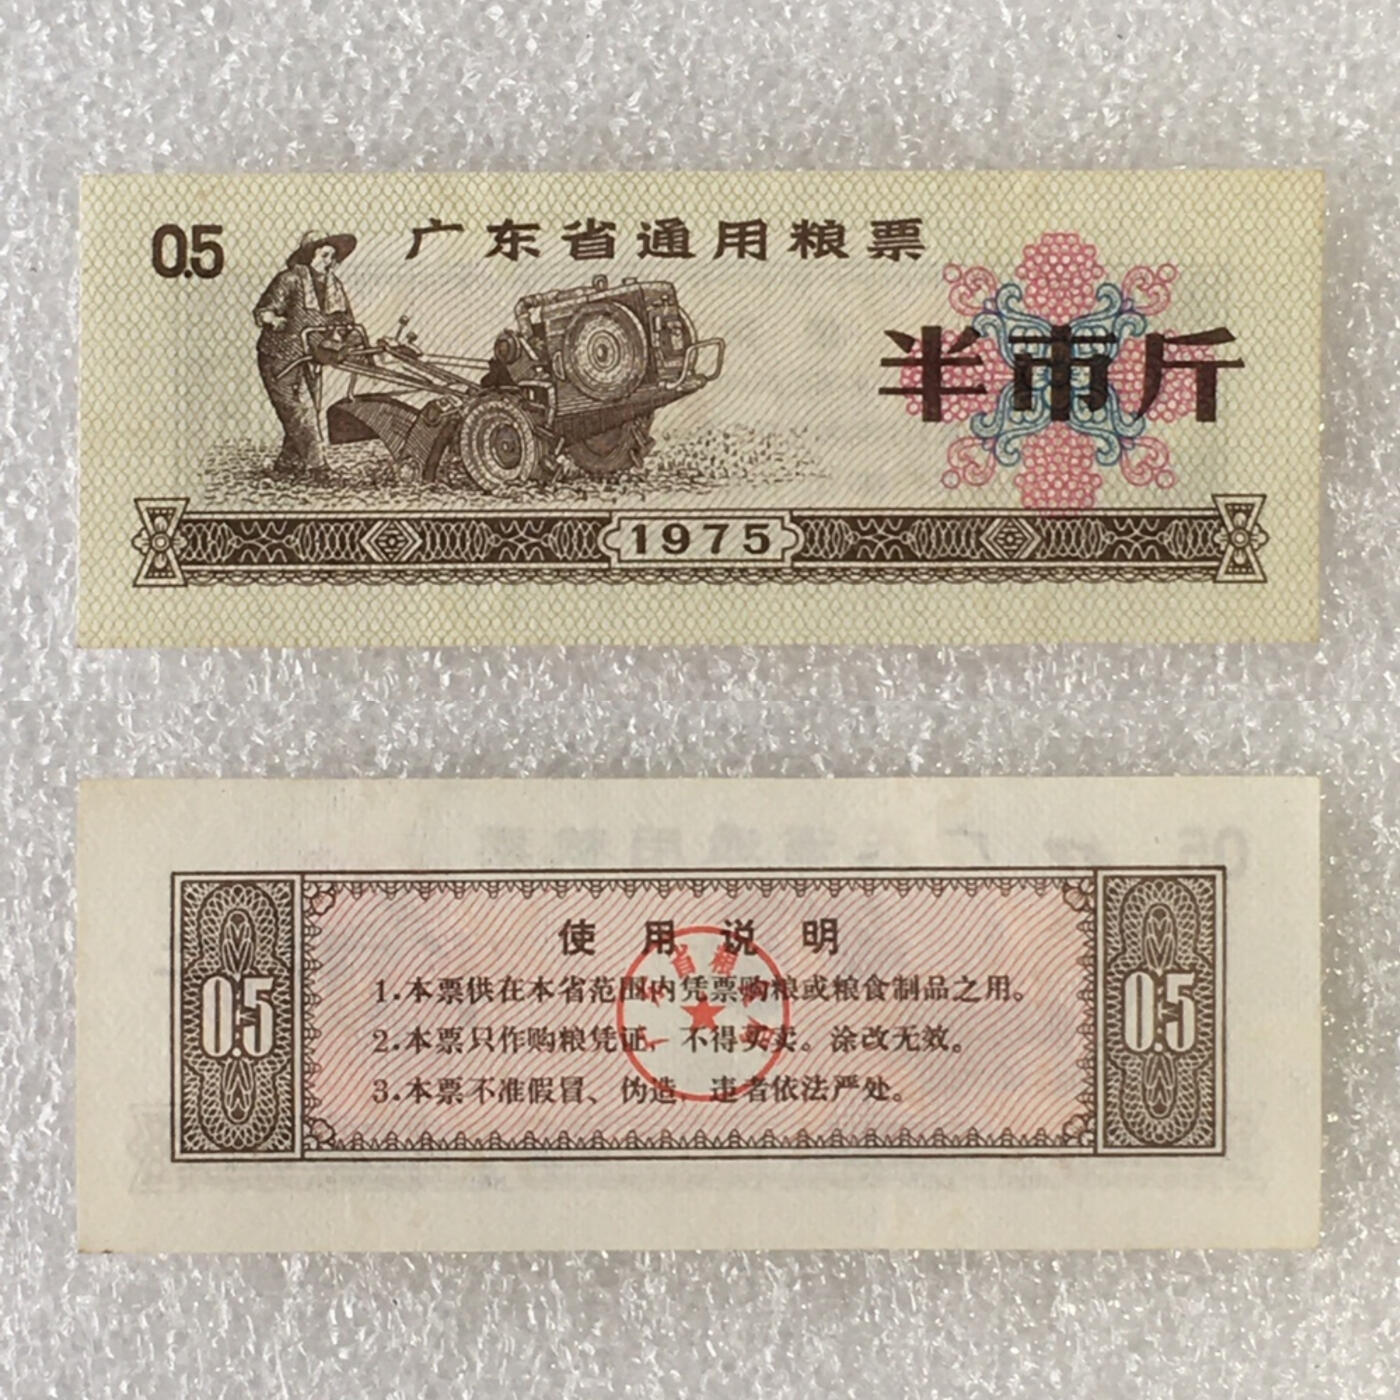 0.5
广东省通用粮票
半市斤
1975
使用说明
1.本票供在本省范围内凭票购粮或粮食制品之用。
2.本票只作购粮凭证，不得买卖。涂改无效。
3.本票不准假冒、伪造，违者依法严处。
0.5
0.5